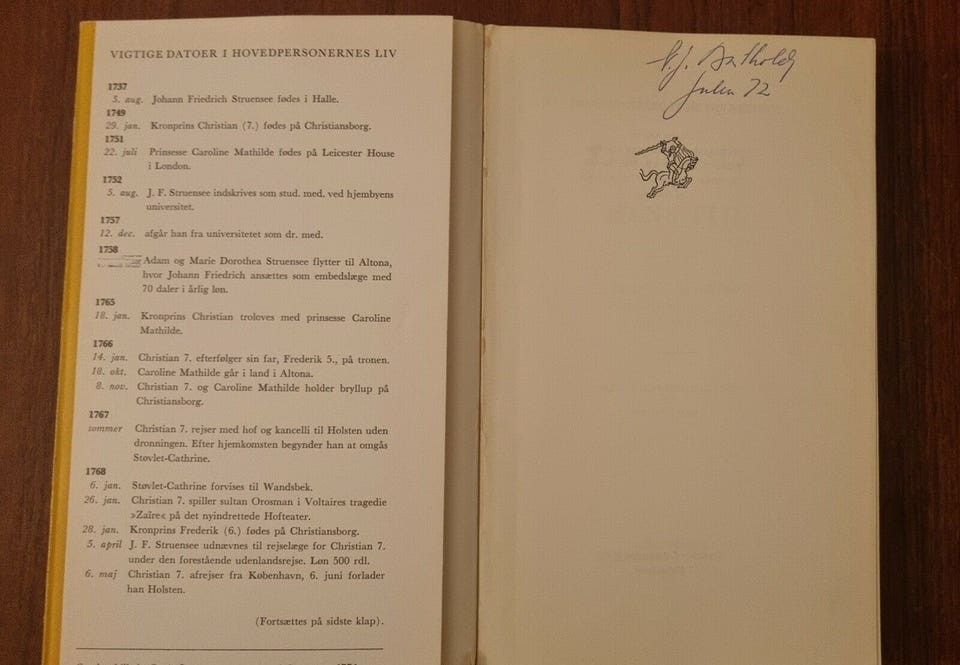 VIGTIGE DATOER I HOVEDPERSONERNES LIV
1737
5. aug. Johann Friedrich Struensee fødes i Halle.
1749
29. jan. Kronprins Christian (7.) fødes på Christiansborg.
1751
22. juli Prinsesse Caroline Mathilde fødes på Leicester House
i London.
1752
5. aug. J. F. Struensee indskrives som stud. med. ved hjembyens
universitet.
1757
12. dec. afgår han fra universitetet som dr. med.
1758
Adam og Marie Dorothea Struensee flytter til Altona,
hvor Johann Friedrich ansættes som embedslæge med
70 daler i årlig løn.
1765
18. jan. Kronprins Christian troloves med prinsesse Caroline
Mathilde.
1766
14. jan. Christian 7. efterfølger sin far, Frederik 5., på tronen.
18. okt. Caroline Mathilde går i land i Altona.
8. nov. Christian 7. og Caroline Mathilde holder bryllup på
Christiansborg.
1767
sommer Christian 7. rejser med hof og kancelli til Holsten uden
dronningen. Efter hjemkomsten begynder han at omgås
Støvlet-Cathrine.
1768
6. jan. Støvlet-Cathrine forvises til Wandsbek.
26. jan. Christian 7. spiller sultan Orosman i Voltaires tragedie
»Zaïre« på det nyindrettede Hofteater.
28. jan. Kronprins Frederik (6.) fødes på Christiansborg.
5. april J. F. Struensee udnævnes til rejselæge for Christian 7.
under den forestående udenlandsrejse. Løn 500 rdl.
6. maj Christian 7. afrejser fra København, 6. juni forlader
han Holsten.
(Fortsættes på sidste klap).
Julen 72